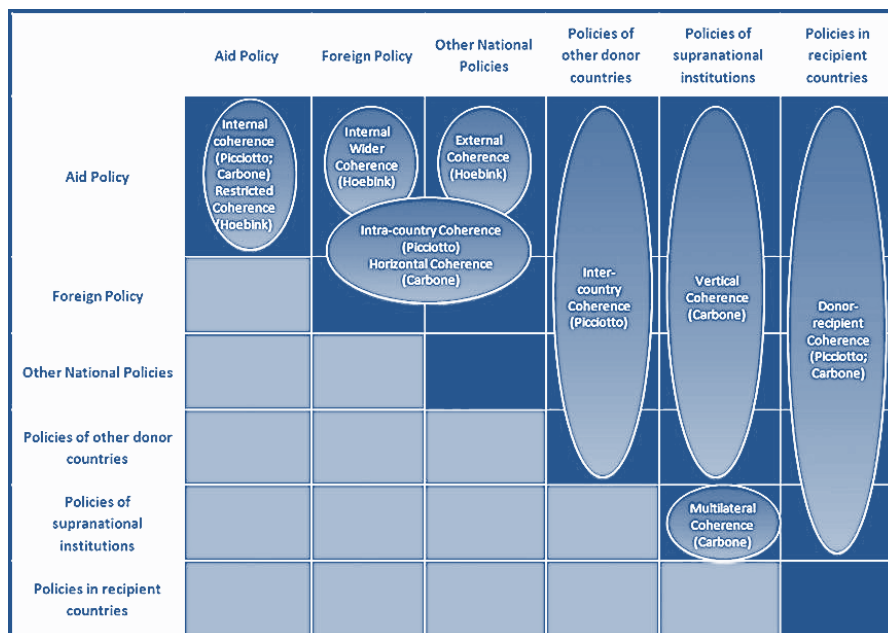 Aid Policy
Foreign Policy
Other National
Policies
Policies of
other donor
countries
Policies of
supranational
institutions
Policies in
recipient
countries
Aid Policy
Internal
coherence
(Picciotto;
Carbone)
Restricted
Coherence
(Hoebink)
Internal
Wider
Coherence
(Hoebink)
External
Coherence
(Hoebink)
Intra-country Coherence
(Picciotto)
Horizontal Coherence
(Carbone)
Inter-
country
Coherence
(Picciotto)
Vertical
Coherence
(Carbone)
Donor-
recipient
Coherence
(Picciotto;
Carbone)
Foreign Policy
Other National Policies
Policies of other donor
countries
Policies of
supranational
institutions
Multilateral
Coherence
(Carbone)
Policies in recipient
countries